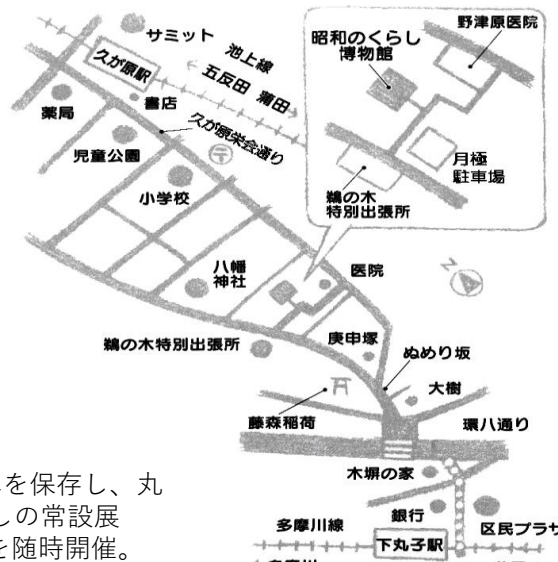 サミット
池上線
五反田
蒲田
久が原駅
薬局
書店
久が原栄会通り
児童公園
小学校
野津原医院
昭和のくらし
博物館
月極
駐車場
鵜の木
特別出張所
八幡
神社
医院
N
庚申塚
鵜の木特別出張所
ぬめり坂
大樹
藤森稲荷
環八通り
木塀の家
を保存し、丸
しの常設展
を随時開催。
銀行
区民プラザ
多摩川線
下丸子駅